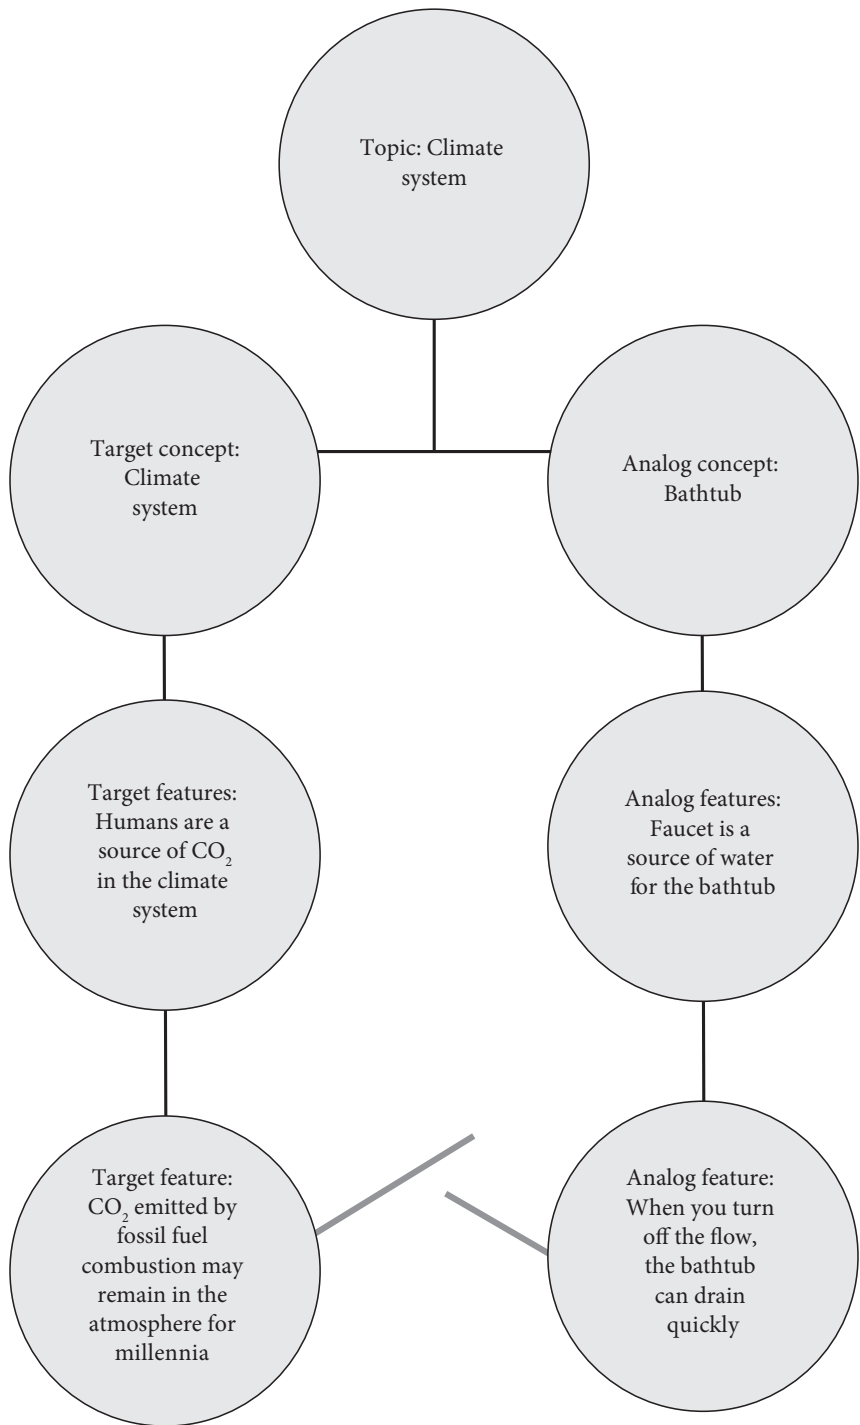 Topic: Climate
system
Target concept:
Climate
system
Analog concept:
Bathtub
Target features:
Humans are a
source of CO₂
in the climate
system
Analog features:
Faucet is a
source of water
for the bathtub
Target feature:
CO₂ emitted by
fossil fuel
combustion may
remain in the
atmosphere for
millennia
Analog feature:
When you turn
off the flow,
the bathtub
can drain
quickly